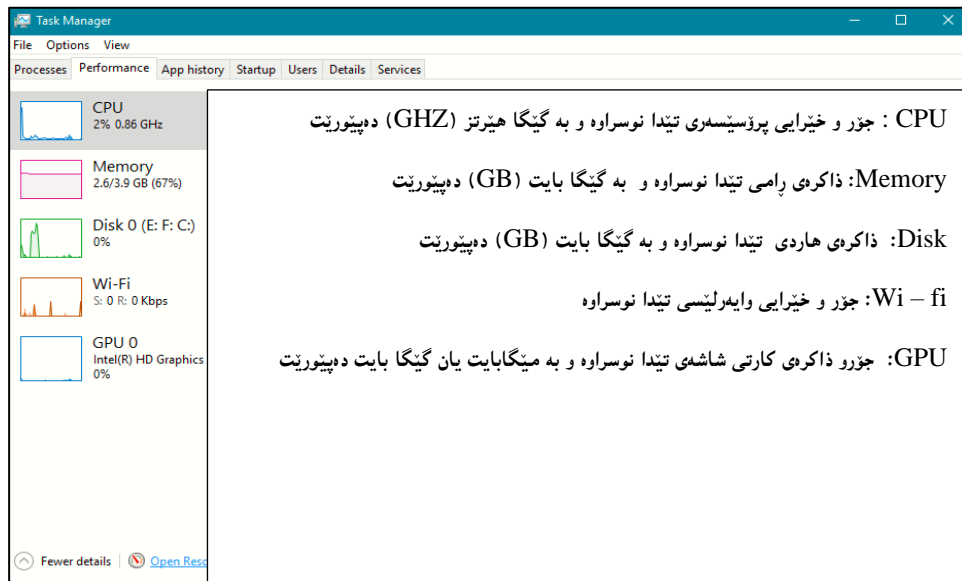 Task Manager
File Options View
Processes Performance App history Startup Users Details Services
CPU
2% 0.86 GHz
Memory
2.6/3.9 GB (67%)
Disk 0 (E: F: C:)
0%
Wi-Fi
S: 0 R: 0 Kbps
GPU 0
Intel(R) HD Graphics
0%
CPU : جۆر و خێرایی پرۆسێسەری تێدا نوسراوە و بە گێگا هێرتز (GHZ) دەپێورێت
Memory: ذاکرەی ڕامی تێدا نوسراوە و بە گێگا بایت (GB) دەپێورێت
Disk: ذاکرەی هاردی تێدا نوسراوە و بە گێگا بایت (GB) دەپێورێت
Wi – fi: جۆر و خێرایی وایەرلێسی تێدا نوسراوە
GPU: جۆرو ذاکرەی کارتی شاشەی تێدا نوسراوە و بە مێگابایت یان گێگا بایت دەپێورێت
Fewer details Open Reso